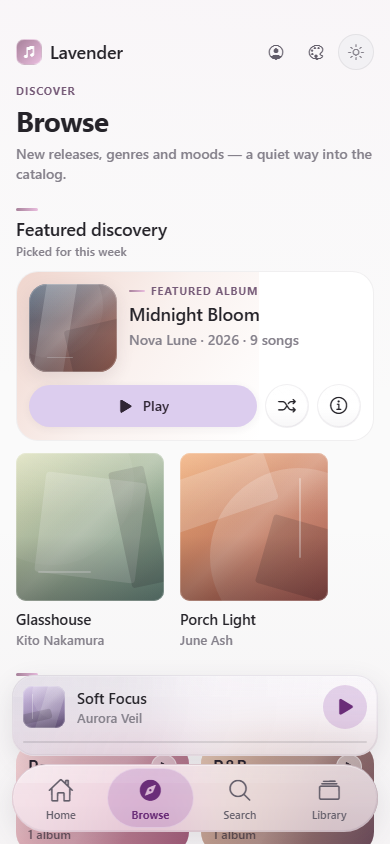 Lavender
DISCOVER
Browse
New releases, genres and moods — a quiet way into the
catalog.
Featured discovery
Picked for this week
FEATURED ALBUM
Midnight Bloom
Nova Lune · 2026 · 9 songs
Play
Glasshouse
Kito Nakamura
Porch Light
June Ash
Soft Focus
Aurora Veil
Home
Browse
Search
Library
1 album
1 album